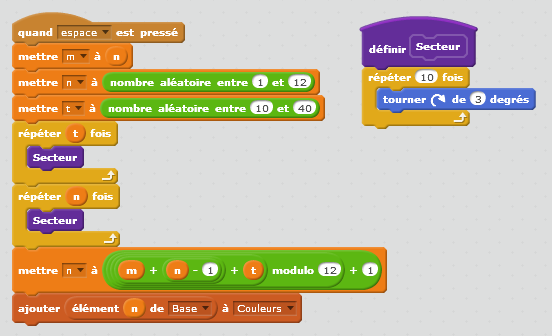 quand espace est pressé
mettre m à n
mettre n à nombre aléatoire entre 1 et 12
mettre t à nombre aléatoire entre 10 et 40
répéter t fois
Secteur
répéter n fois
Secteur
mettre n à m + n - 1 + t modulo 12 + 1
ajouter élément n de Base à Couleurs
définir Secteur
répéter 10 fois
tourner de 3 degrés